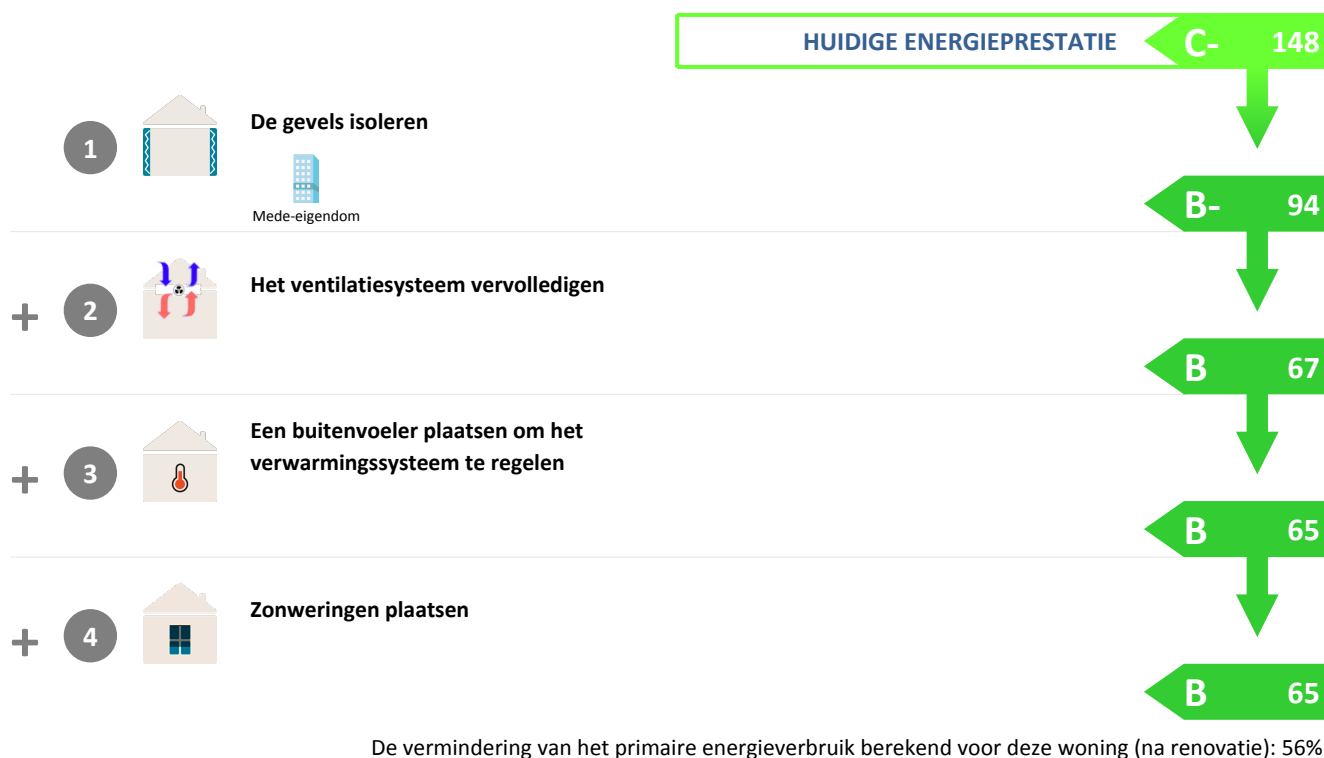 HUIDIGE ENERGIEPRESTATIE C- 148
1 De gevels isoleren
Mede-eigendom
B- 94
+ 2 Het ventilatiesysteem vervolledigen
B 67
Een buitenvoeler plaatsen om het
+ 3 verwarmingssysteem te regelen
B 65
+ 4 Zonweringen plaatsen
B 65
De vermindering van het primaire energieverbruik berekend voor deze woning (na renovatie): 56%